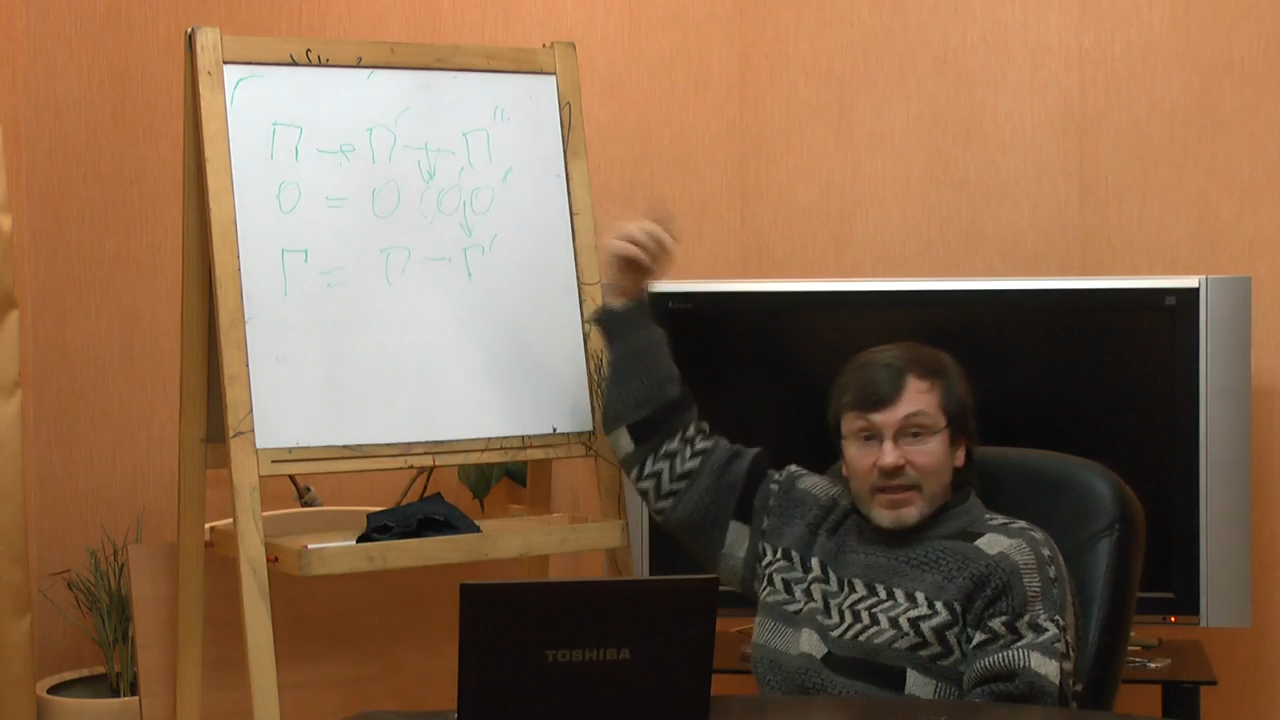 П → П′ → П″
О = О (О′О′
Г = Г – Г′
TOSHIBA